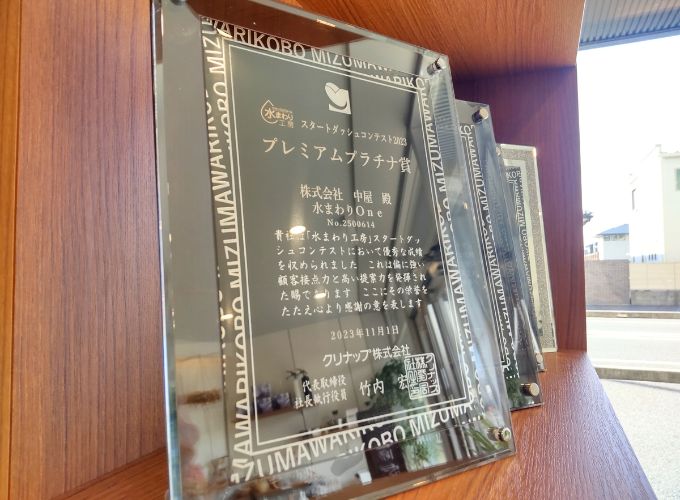 水まわり工房
スタートダッシュコンテスト2023
プレミアムプラチナ賞
株式会社 中屋 殿
水まわりOne
No.2500614
貴社は「水まわり工房」スタートダッ
シュコンテストにおいて優秀な成績
を収められました これは偏に強い
顧客接点力と高い提案力を発揮され
た賜であります ここにその栄誉を
たたえ心より感謝の意を表します
2023年11月1日
クリナップ株式会社
代表取締役
社長執行役員 竹内 宏
MIZUMAWARIKOBO MIZUMAWARIKOBO